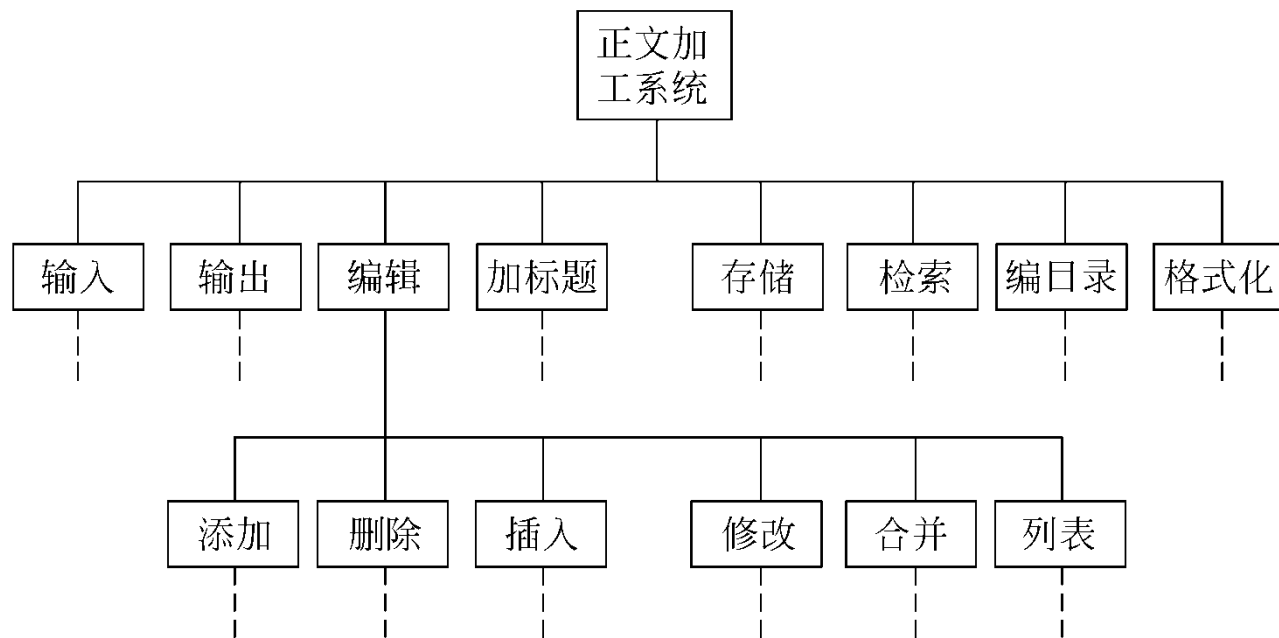 正文加
工系统
输入
输出
编辑
加标题
存储
检索
编目录
格式化
添加
删除
插入
修改
合并
列表